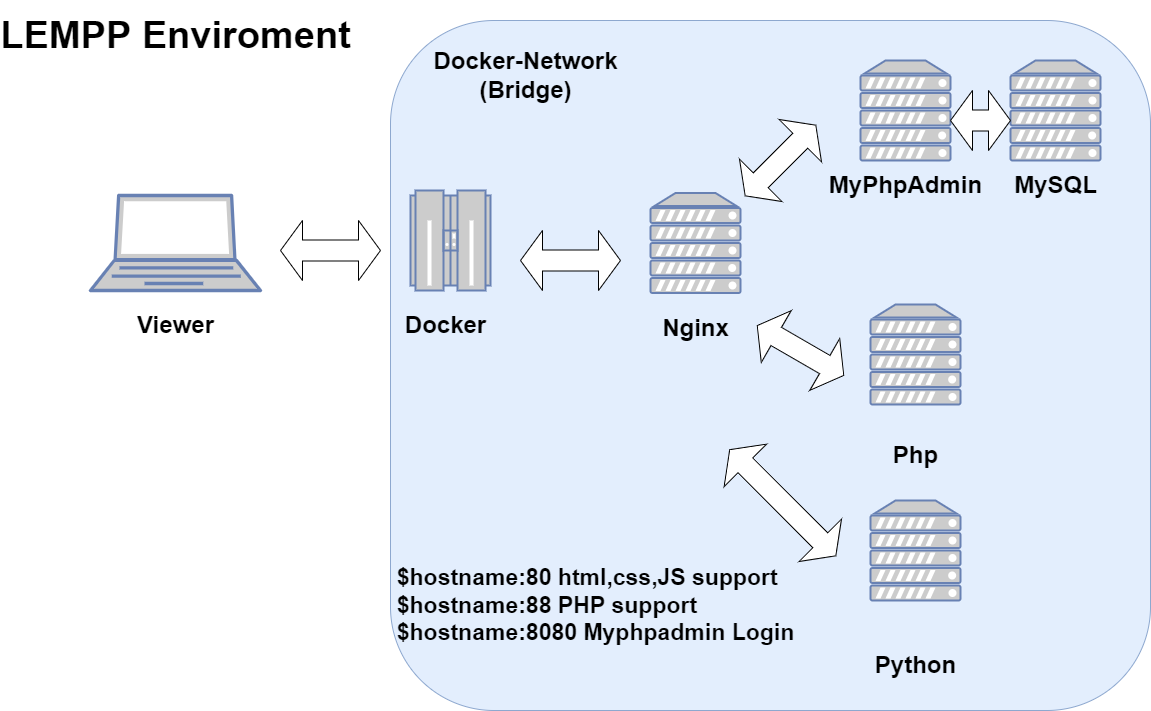 LEMPP Enviroment
Docker-Network
(Bridge)
MyPhpAdmin
MySQL
Viewer
Docker
Nginx
Php
$hostname:80 html,css,JS support
$hostname:88 PHP support
$hostname:8080 Myphpadmin Login
Python